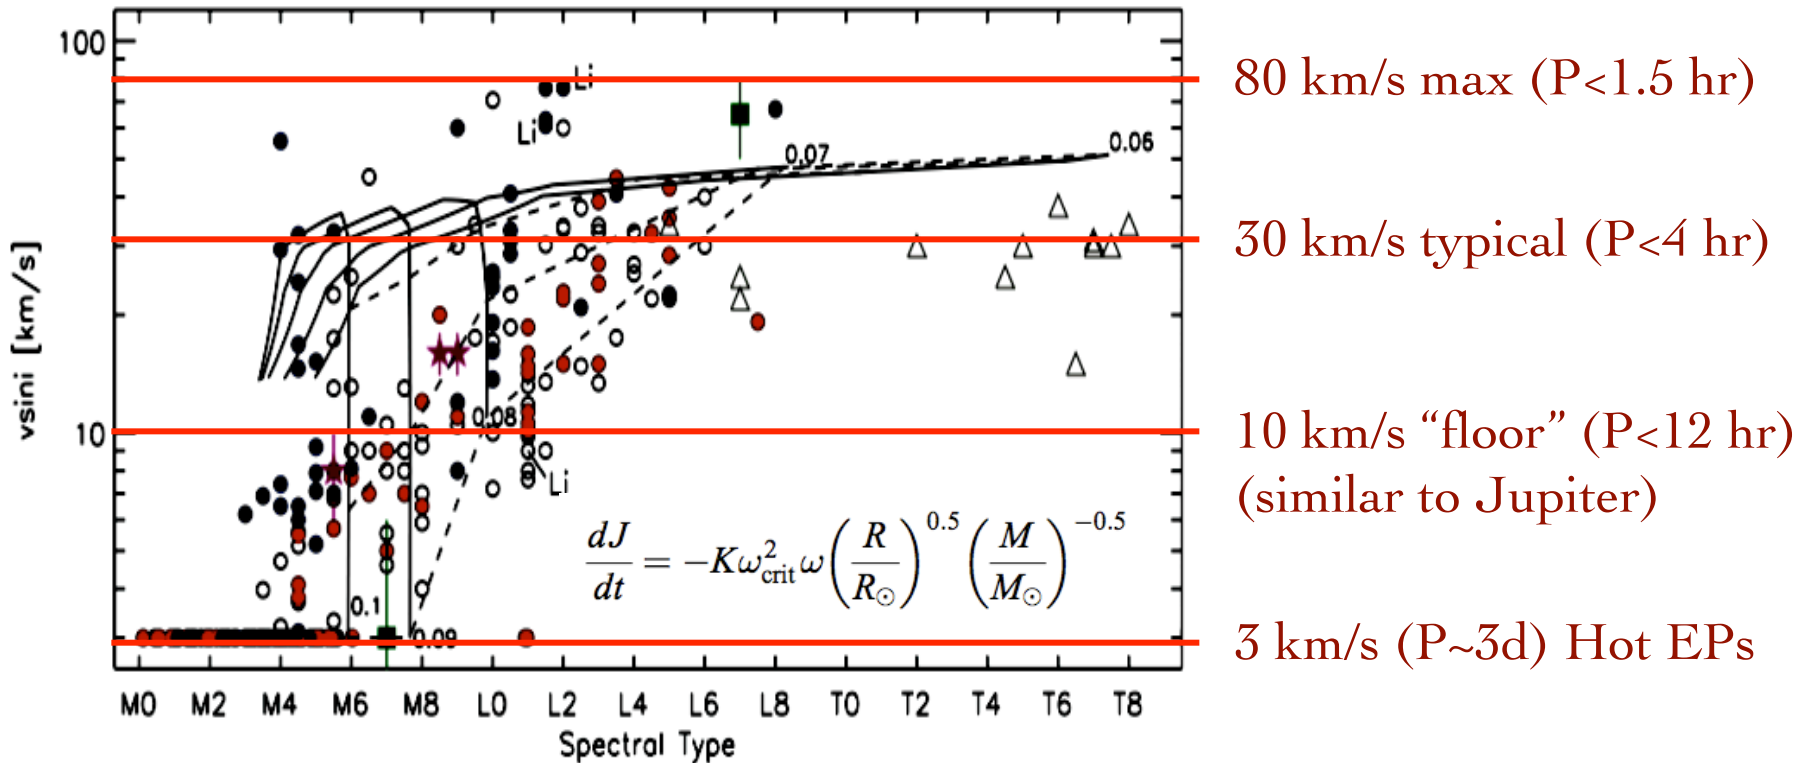 100
10
vsini [km/s]
Li
Li
Li
0.07
0.06
0.08
0.1
0.09
80 km/s max (P<1.5 hr)
30 km/s typical (P<4 hr)
10 km/s “floor” (P<12 hr)
(similar to Jupiter)
3 km/s (P~3d) Hot EPs
dJ/dt = −Kω²crit ω (R/R⊙)^0.5 (M/M⊙)^−0.5
M0 M2 M4 M6 M8 L0 L2 L4 L6 L8 T0 T2 T4 T6 T8
Spectral Type